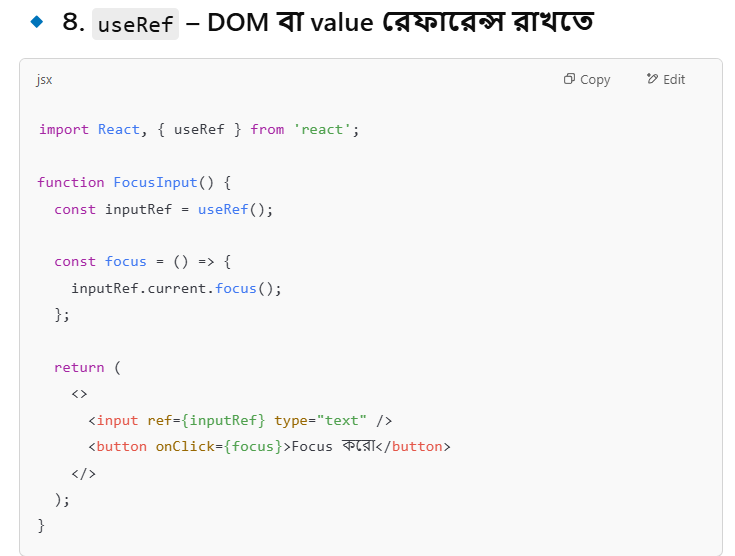 8. useRef – DOM বা value রেফারেন্স রাখতে
jsx Copy Edit
import React, { useRef } from 'react';
function FocusInput() {
  const inputRef = useRef();
  const focus = () => {
    inputRef.current.focus();
  };
  return (
    <>
      <input ref={inputRef} type="text" />
      <button onClick={focus}>Focus করো</button>
    </>
  );
}